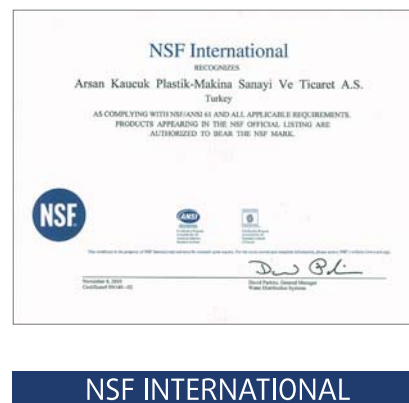 NSF International
RECOGNIZES
Arsan Kaucuk Plastik-Makina Sanayi Ve Ticaret A.S.
Turkey
AS COMPLYING WITH NSF/ANSI 61 AND ALL APPLICABLE REQUIREMENTS.
PRODUCTS APPEARING IN THE NSF OFFICIAL LISTING ARE
AUTHORIZED TO BEAR THE NSF MARK.
NSF
ANSI
David Purkiss, General Manager
Water Distribution Systems
NSF INTERNATIONAL